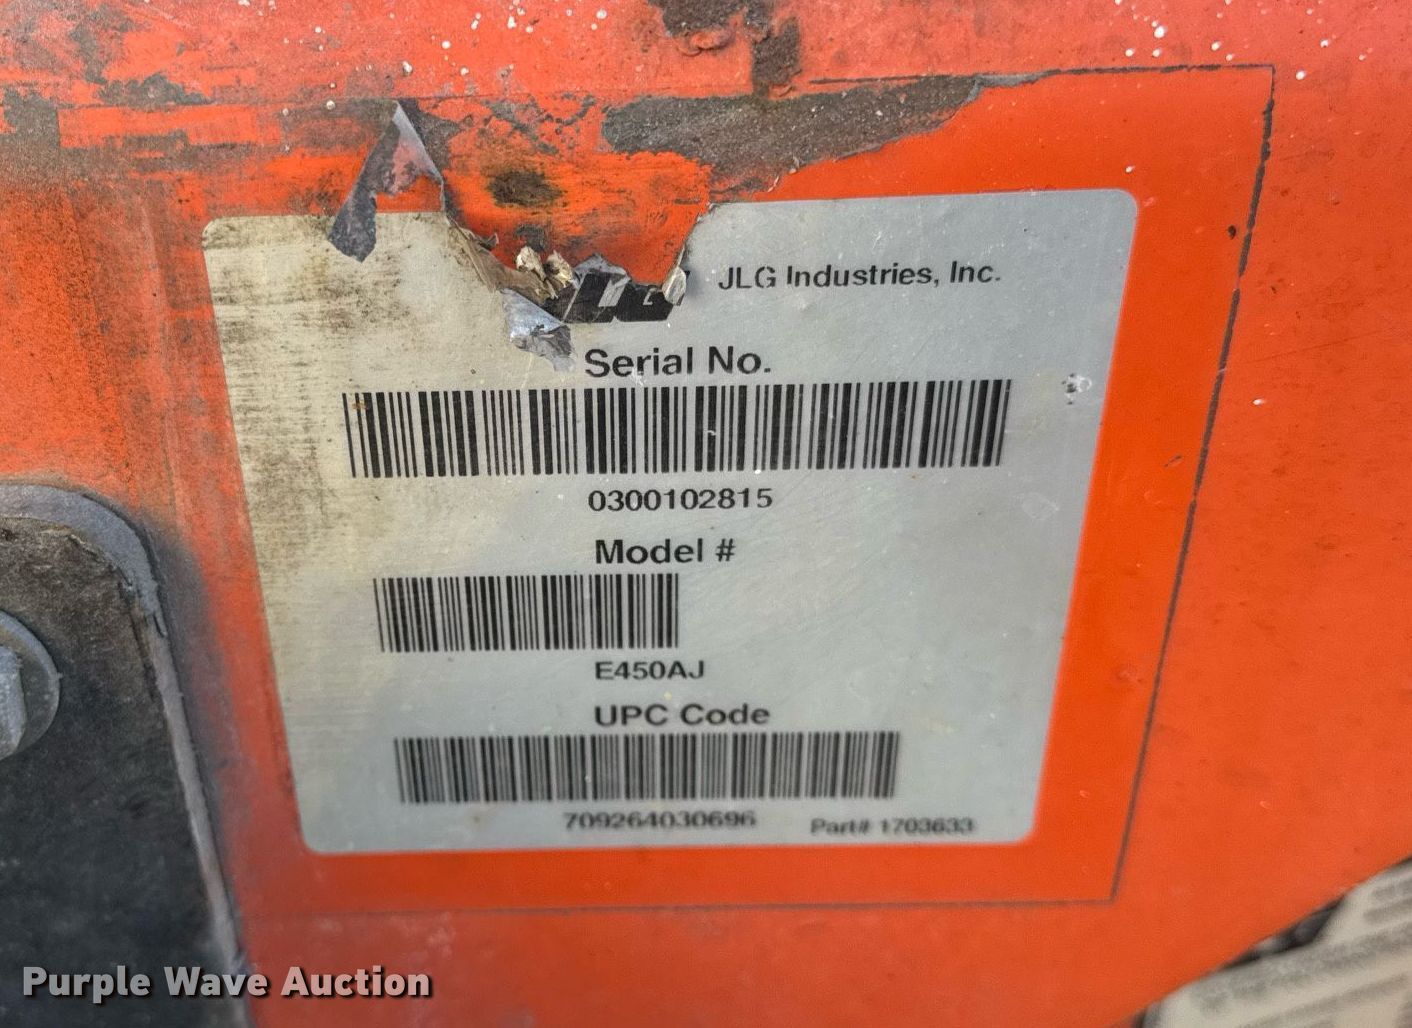 JLG Industries, Inc.
Serial No.
0300102815
Model #
E450AJ
UPC Code
709264030696
Part# 1703633
Purple Wave Auction